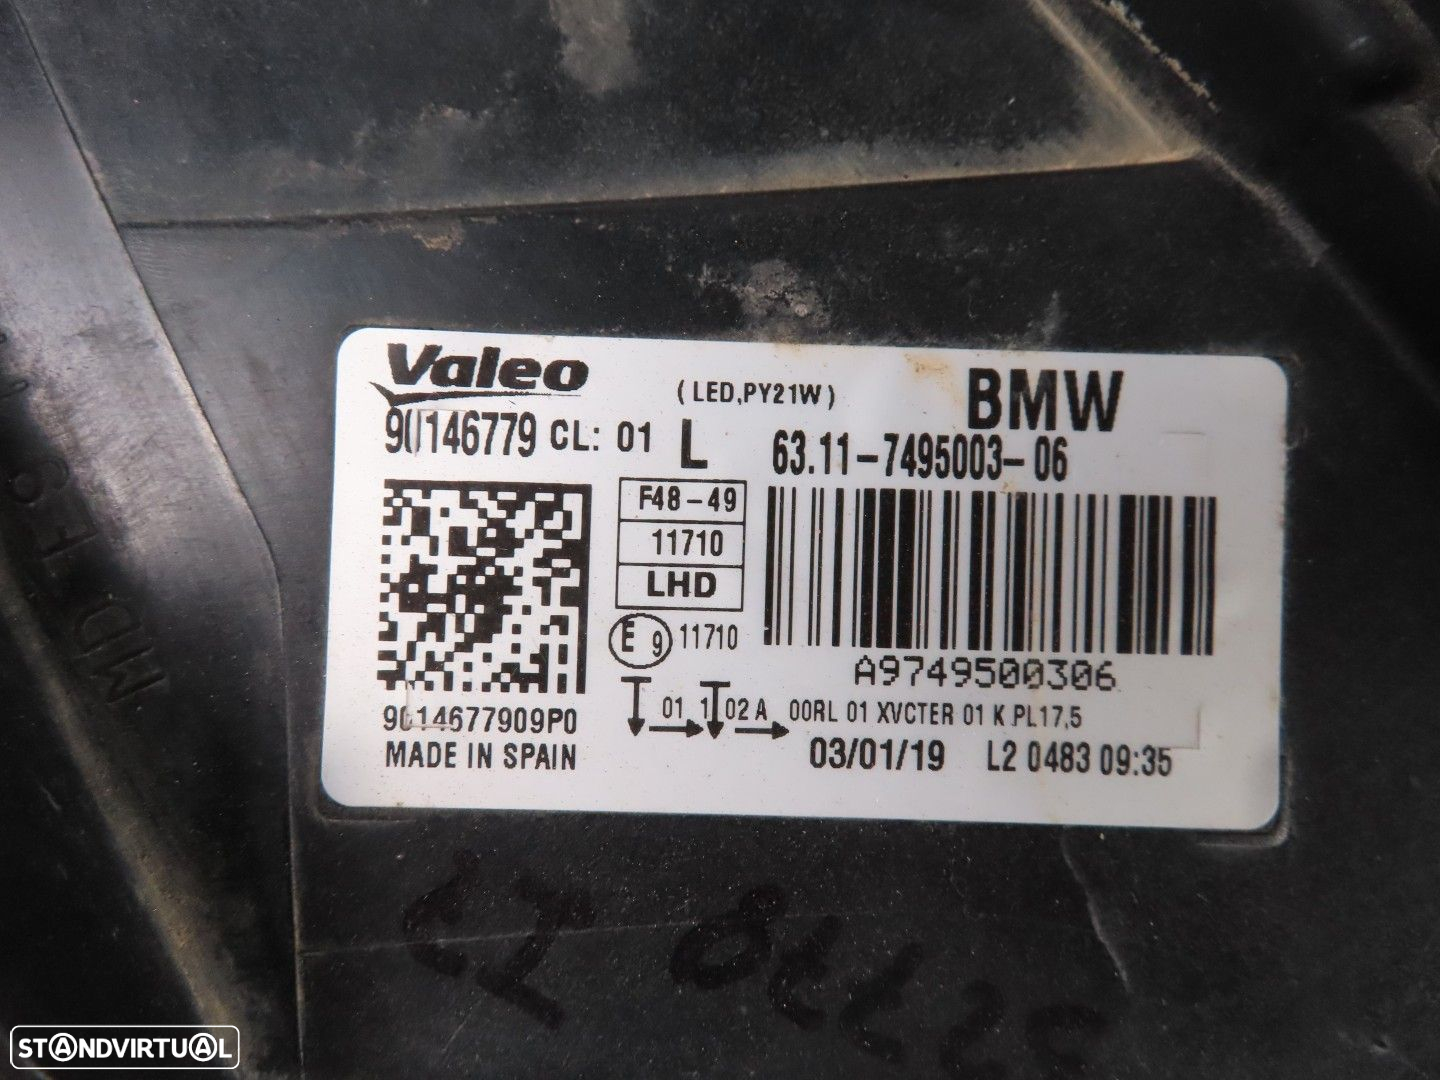 Valeo
(LED,PY21W)
BMW
90146779 CL: 01 L
63.11-7495003-06
F48-49
11710
LHD
E 9 11710
A9749500306
9014677909P0
01 1 02 A 00RL 01 XVCTER 01 K PL17,5
MADE IN SPAIN
03/01/19 L2 0483 09:35
STANDVIRTUAL